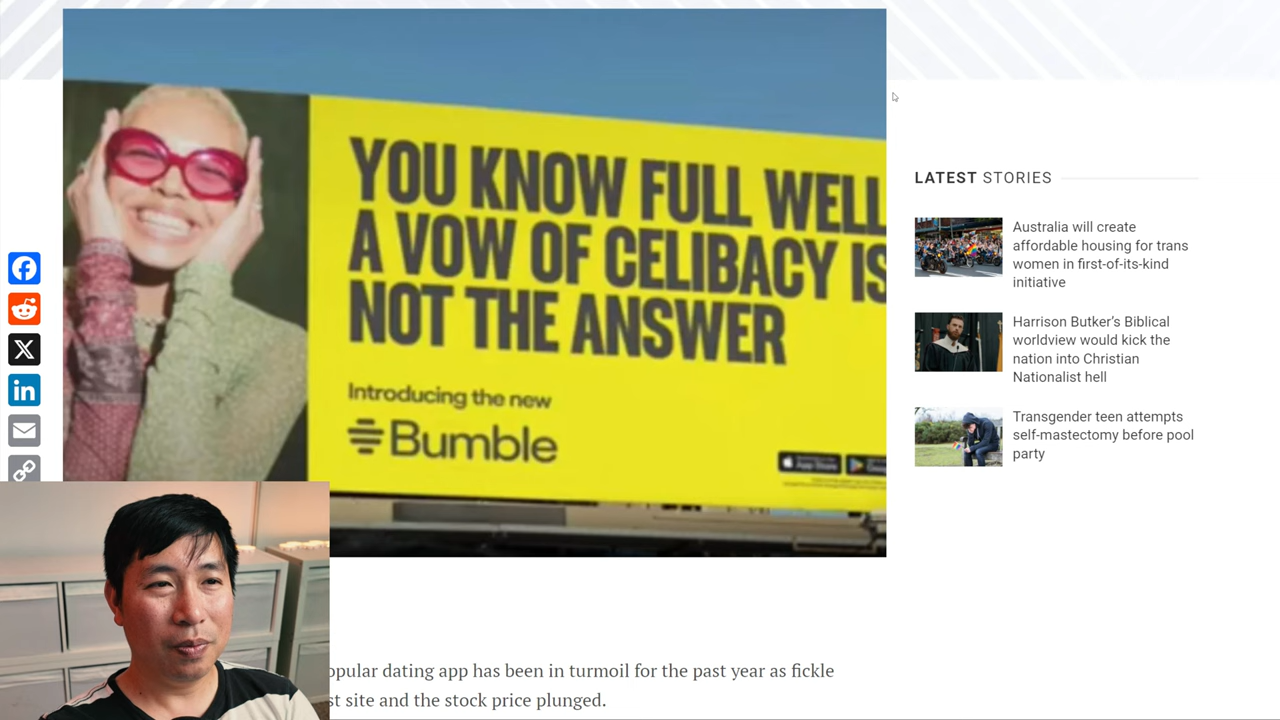 YOU KNOW FULL WELL
A VOW OF CELIBACY IS
NOT THE ANSWER
Introducing the new
Bumble
App Store
LATEST STORIES
Australia will create
affordable housing for trans
women in first-of-its-kind
initiative
Harrison Butker's Biblical
worldview would kick the
nation into Christian
Nationalist hell
Transgender teen attempts
self-mastectomy before pool
party
opular dating app has been in turmoil for the past year as fickle
st site and the stock price plunged.